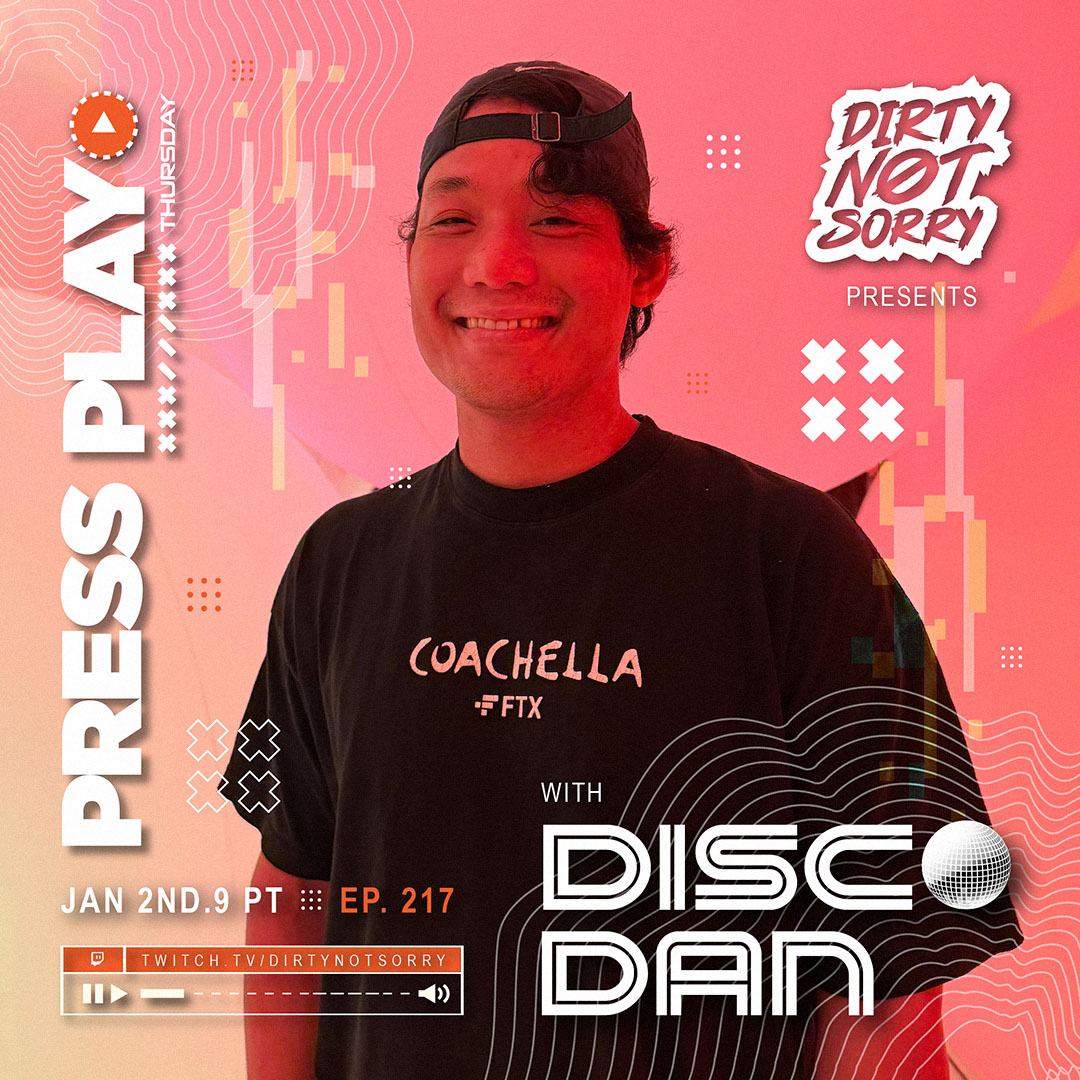 PRESS PLAY
THURSDAY
DIRTY
NØT
SORRY
PRESENTS
COACHELLA
FTX
WITH
DISCO
DAN
JAN 2ND.9 PT
EP. 217
TWITCH.TV/DIRTYNOTSORRY